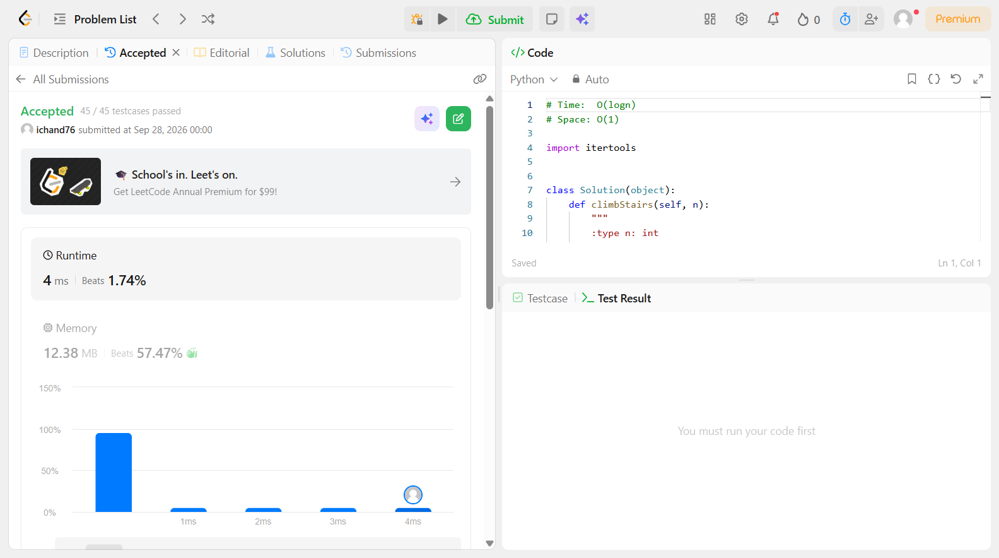 Problem List
Submit
0
Premium
Description
Accepted
Editorial
Solutions
Submissions
All Submissions
Accepted 45 / 45 testcases passed
ichand76 submitted at Sep 28, 2026 00:00
School's in. Leet's on.
Get LeetCode Annual Premium for $99!
Runtime
4 ms Beats 1.74%
Memory
12.38 MB Beats 57.47%
150%
100%
50%
0%
1ms 2ms 3ms 4ms
Code
Python Auto
1 # Time:  O(logn)
2 # Space: O(1)
3
4 import itertools
5
6
7 class Solution(object):
8 def climbStairs(self, n):
9 """
10 :type n: int
Saved Ln 1, Col 1
Testcase Test Result
You must run your code first